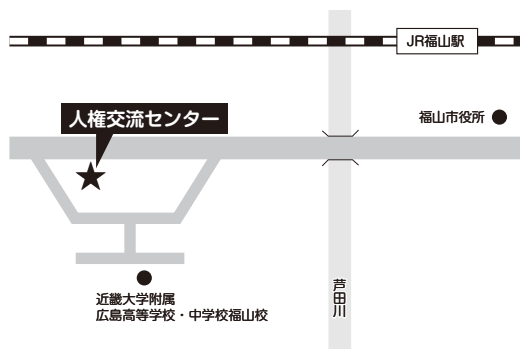 JR福山駅
人権交流センター
福山市役所
芦田川
近畿大学附属
広島高等学校・中学校福山校